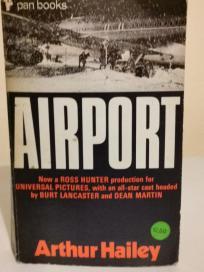 pan books
AIRPORT
Now a ROSS HUNTER production for
UNIVERSAL PICTURES, with an all-star cast headed
by BURT LANCASTER and DEAN MARTIN
Arthur Hailey